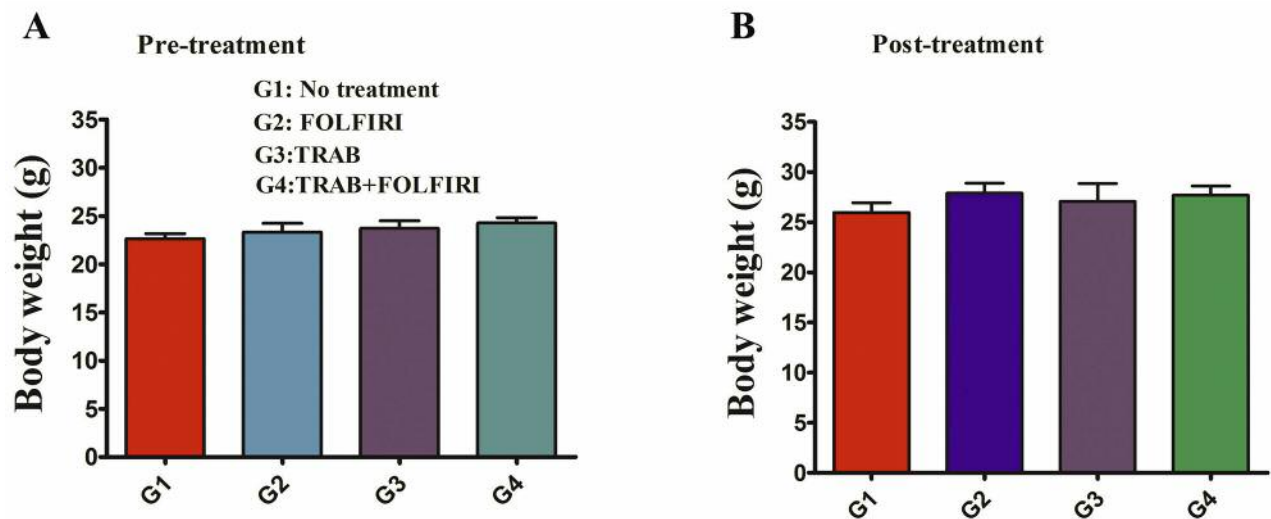 A
Pre-treatment
G1: No treatment
G2: FOLFIRI
G3:TRAB
G4:TRAB+FOLFIRI
Body weight (g)
35
30
25
20
15
10
5
0
G1
G2
G3
G4
B
Post-treatment
Body weight (g)
35
30
25
20
15
10
5
0
G1
G2
G3
G4